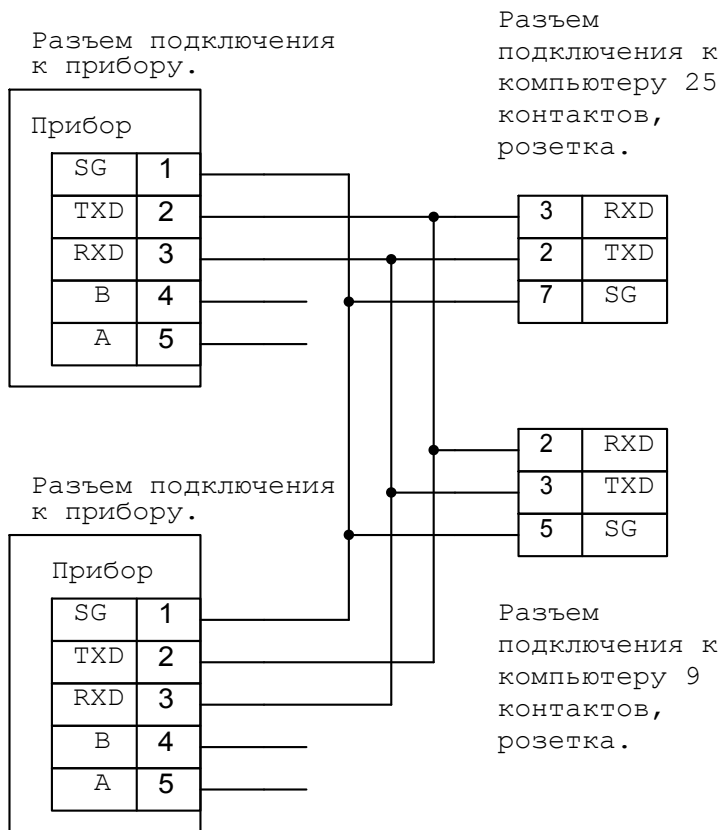 Разъем подключения
к прибору.
Прибор
SG 1
TXD 2
RXD 3
B 4
A 5
Разъем
подключения к
компьютеру 25
контактов,
розетка.
3 RXD
2 TXD
7 SG
2 RXD
3 TXD
5 SG
Разъем подключения
к прибору.
Прибор
SG 1
TXD 2
RXD 3
B 4
A 5
Разъем
подключения к
компьютеру 9
контактов,
розетка.